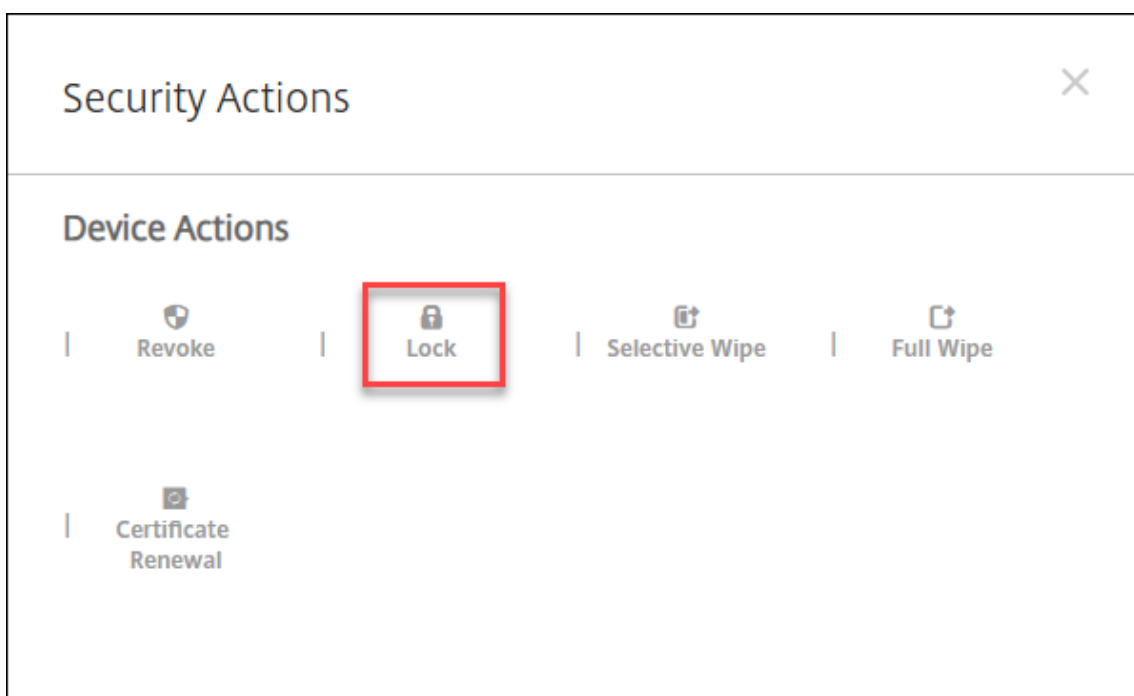 Security Actions
Device Actions
Revoke
Lock
Selective Wipe
Full Wipe
Certificate
Renewal